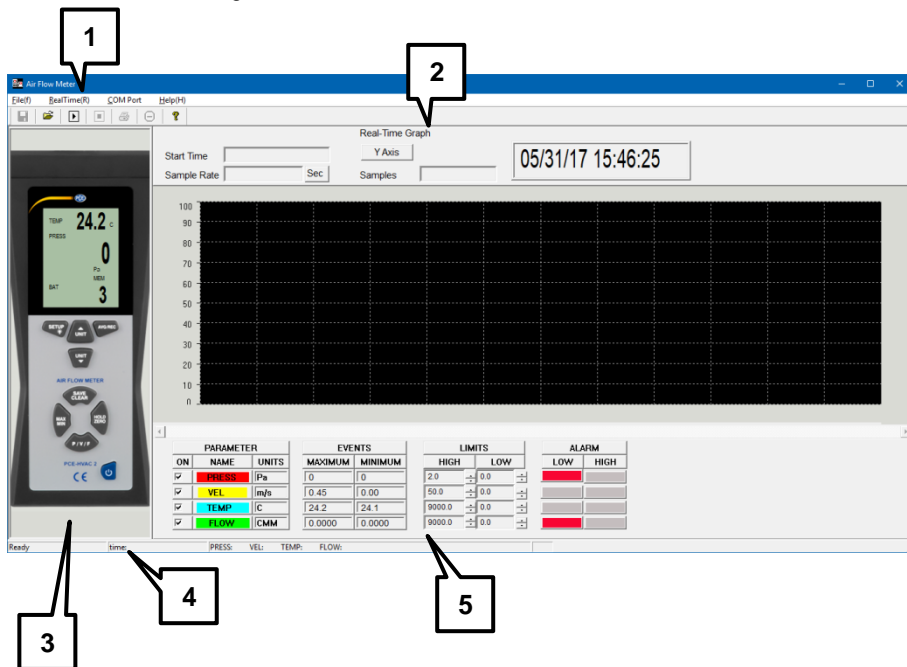 1
2
Air Flow Meter
File(f) RealTime(R) COM Port Help(H)
Real-Time Graph
Start Time Y Axis
Sample Rate Sec Samples
05/31/17 15:46:25
PCE
TEMP 24.2 C
PRESS
0
Pa
MEM
BAT 3
SETUP UNIT AVG/REC
UNIT
AIR FLOW METER
SAVE
CLEAR
MAX
MIN
HOLD
ZERO
P/V/F
PCE-HVAC 2
CE
100
90
80
70
60
50
40
30
20
10
0
PARAMETER EVENTS LIMITS ALARM
ON NAME UNITS MAXIMUM MINIMUM HIGH LOW LOW HIGH
PRESS Pa 0 0 2.0 0.0
VEL m/s 0.45 0.00 50.0 0.0
TEMP C 24.2 24.1 9000.0 0.0
FLOW CMM 0.0000 0.0000 9000.0 0.0
Ready time: PRESS: VEL: TEMP: FLOW:
4
5
3